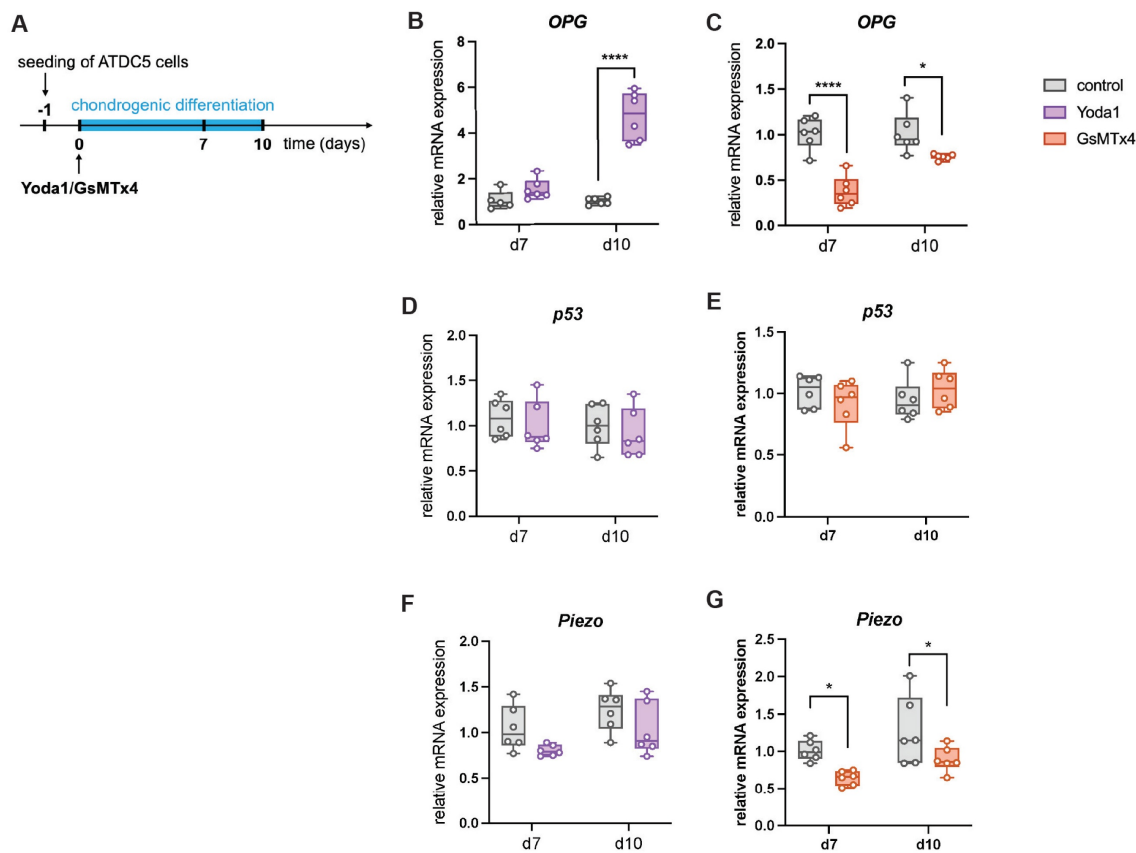 A
seeding of ATDC5 cells
-1
chondrogenic differentiation
0
7
10
time (days)
Yoda1/GsMTx4
B
OPG
relative mRNA expression
8
6
4
2
0
****
d7
d10
C
OPG
relative mRNA expression
2.0
1.5
1.0
0.5
0.0
****
*
d7
d10
control
Yoda1
GsMTx4
D
p53
relative mRNA expression
2.0
1.5
1.0
0.5
0.0
d7
d10
E
p53
relative mRNA expression
1.5
1.0
0.5
0.0
d7
d10
F
Piezo
relative mRNA expression
2.0
1.5
1.0
0.5
0.0
d7
d10
G
Piezo
relative mRNA expression
2.5
2.0
1.5
1.0
0.5
0.0
*
*
d7
d10